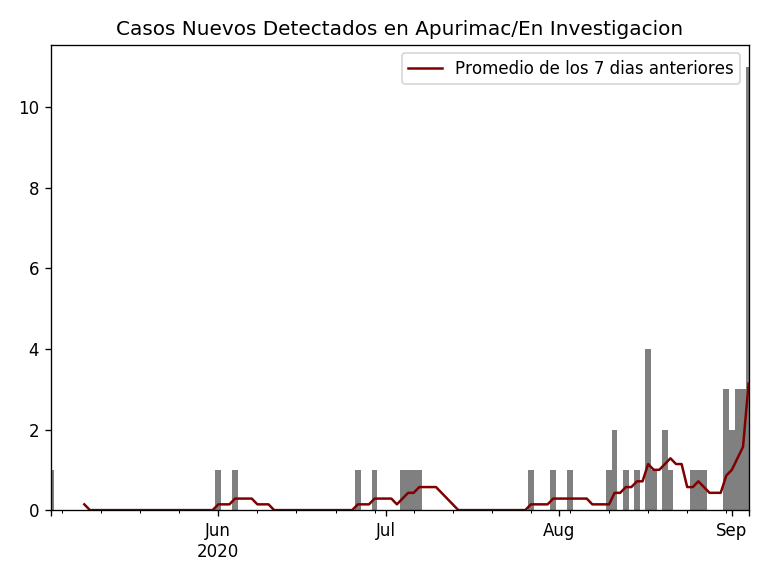 Casos Nuevos Detectados en Apurimac/En Investigacion
Promedio de los 7 dias anteriores
10
8
6
4
2
0
Jun
2020
Jul
Aug
Sep